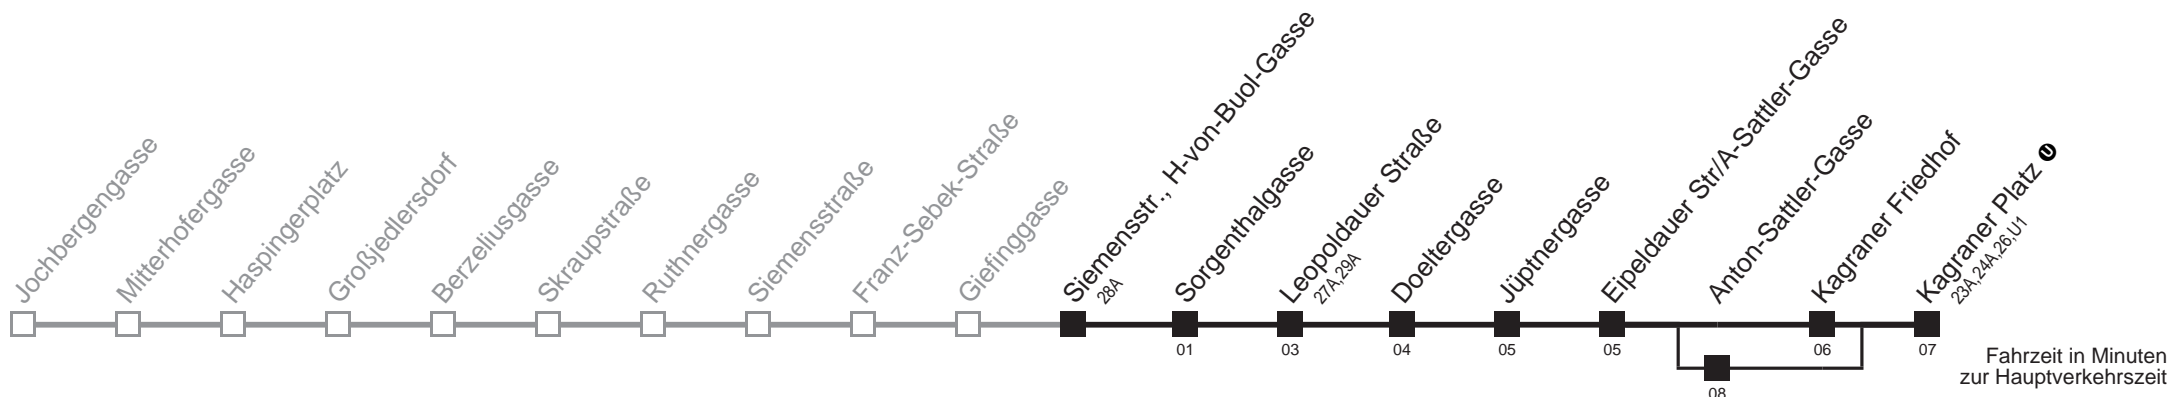 Jochbergengasse
Mitterhofergasse
Haspingerplatz
Großjedlersdorf
Berzeliusgasse
Skraupstraße
Ruthnergasse
Siemensstraße
Franz-Sebek-Straße
Giefinggasse
Siemensstr., H-von-Buol-Gasse
28A
Sorgenthalgasse
Leopoldauer Straße
27A,29A
Doeltergasse
Jüptnergasse
Eipeldauer Str/A-Sattler-Gasse
Anton-Sattler-Gasse
Kagraner Friedhof
Kagraner Platz U
23A,24A,26,U1
01
03
04
05
05
06
07
08
Fahrzeit in Minuten
zur Hauptverkehrszeit